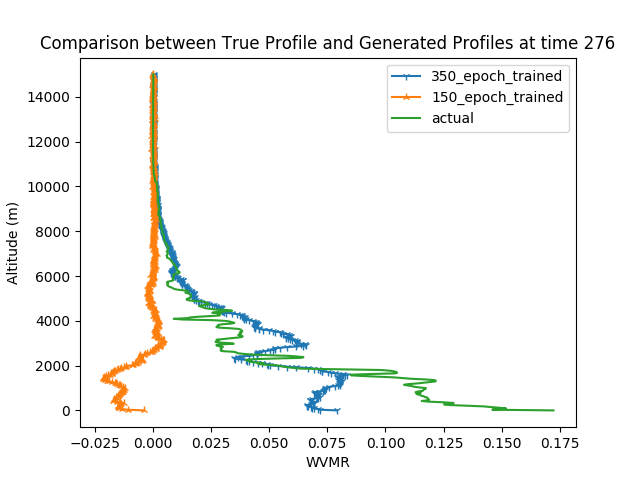 Comparison between True Profile and Generated Profiles at time 276
350_epoch_trained
150_epoch_trained
actual
14000
12000
10000
8000
6000
4000
2000
0
Altitude (m)
−0.025 0.000 0.025 0.050 0.075 0.100 0.125 0.150 0.175
WVMR